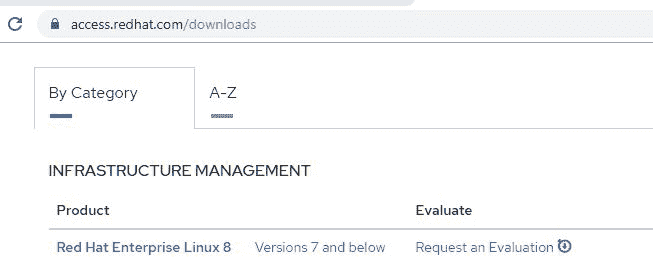 access.redhat.com/downloads
By Category A-Z
INFRASTRUCTURE MANAGEMENT
Product Evaluate
Red Hat Enterprise Linux 8 Versions 7 and below Request an Evaluation